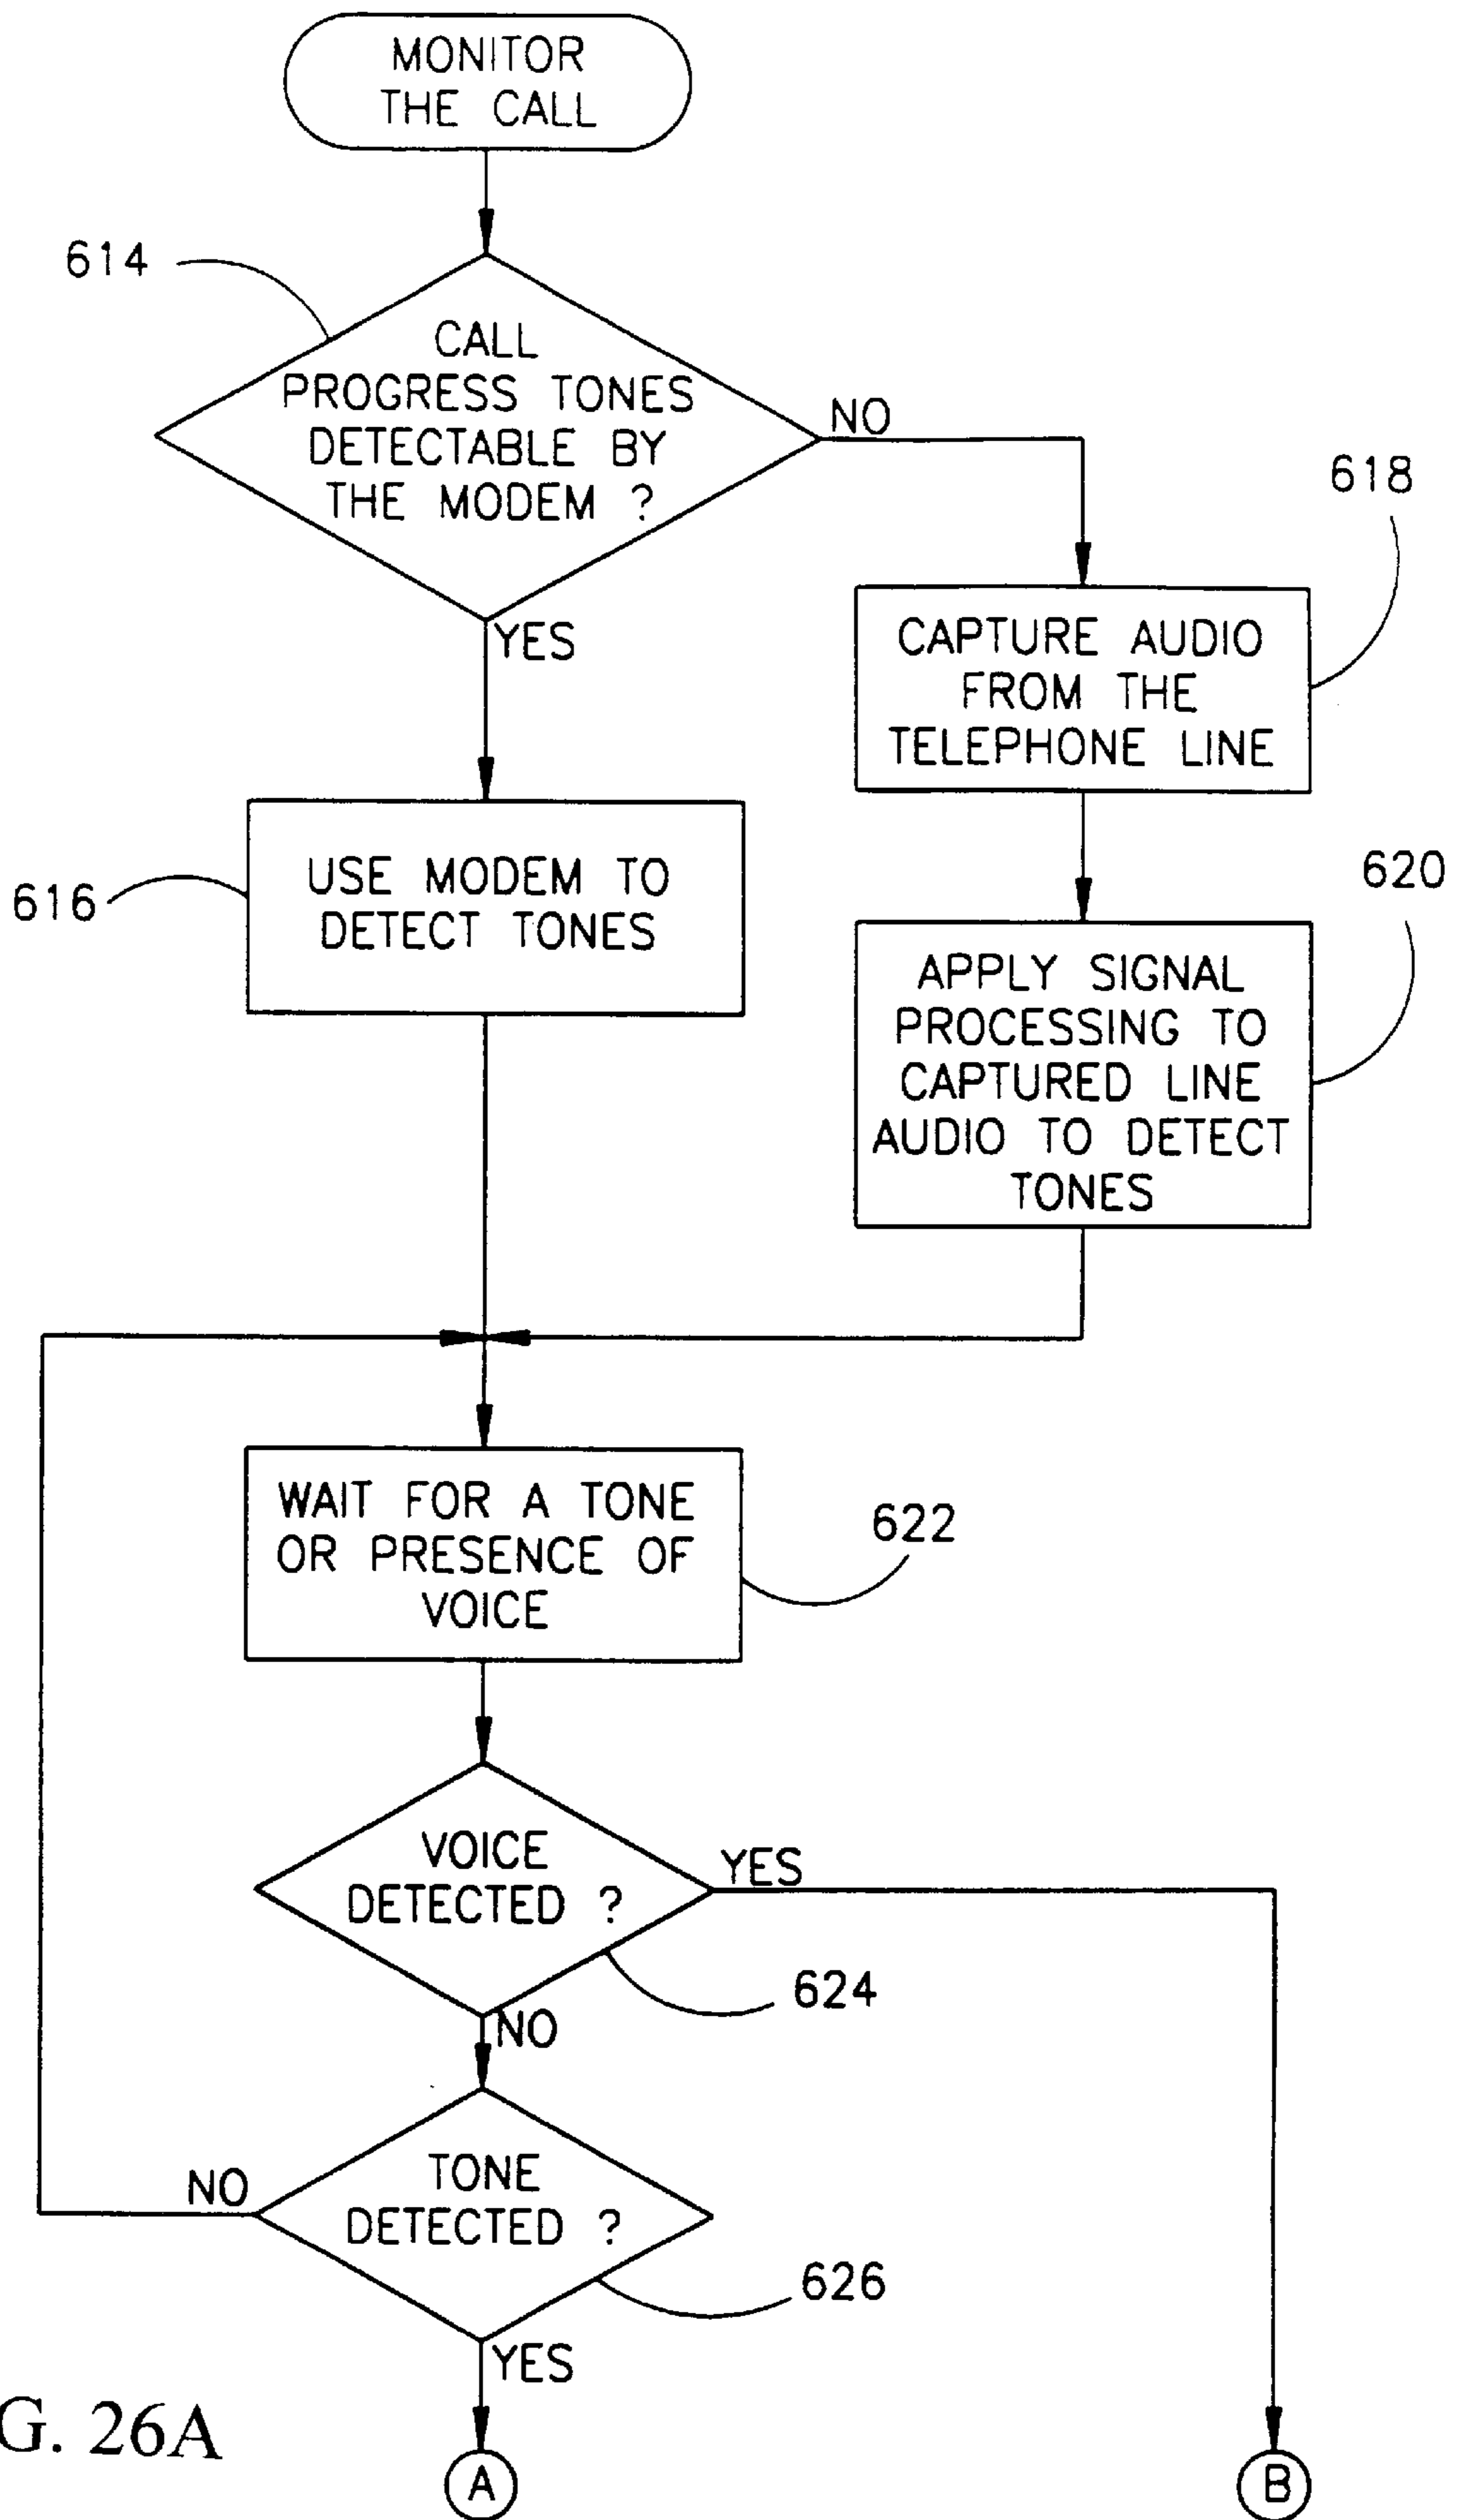 MONITOR
THE CALL
614
CALL
PROGRESS TONES
DETECTABLE BY
THE MODEM ?
NO
618
YES
CAPTURE AUDIO
FROM THE
TELEPHONE LINE
616
USE MODEM TO
DETECT TONES
620
APPLY SIGNAL
PROCESSING TO
CAPTURED LINE
AUDIO TO DETECT
TONES
WAIT FOR A TONE
OR PRESENCE OF
VOICE
622
VOICE
DETECTED ?
YES
624
NO
TONE
DETECTED ?
NO
626
YES
G. 26A
A
B